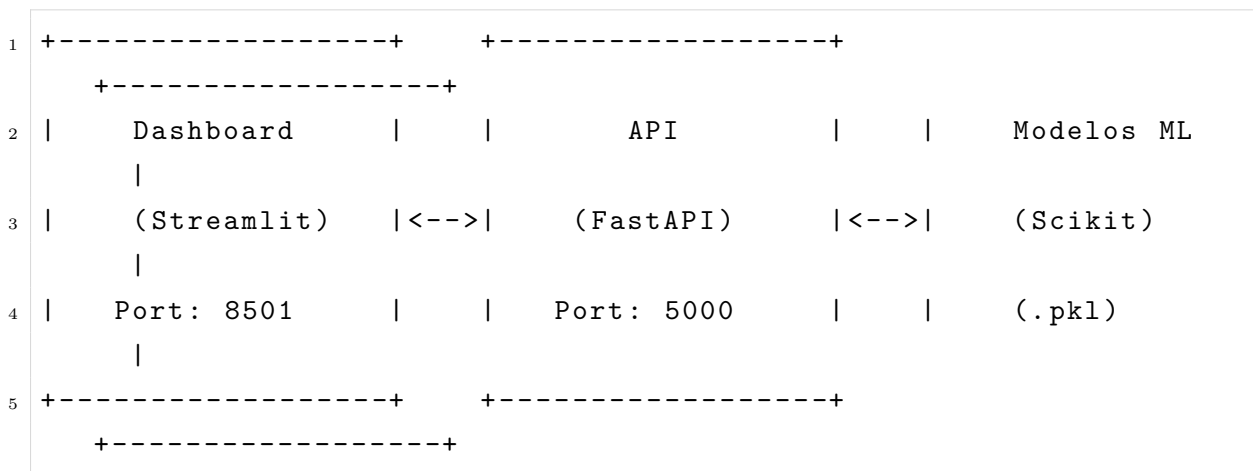 1 +------------------+    +------------------+
   +------------------+
2 |    Dashboard     |    |       API        |    |    Modelos ML
     |
3 |    (Streamlit)   |<-->|    (FastAPI)     |<-->|    (Scikit)
     |
4 |   Port: 8501     |    |   Port: 5000     |    |    (.pkl)
     |
5 +------------------+    +------------------+
   +------------------+